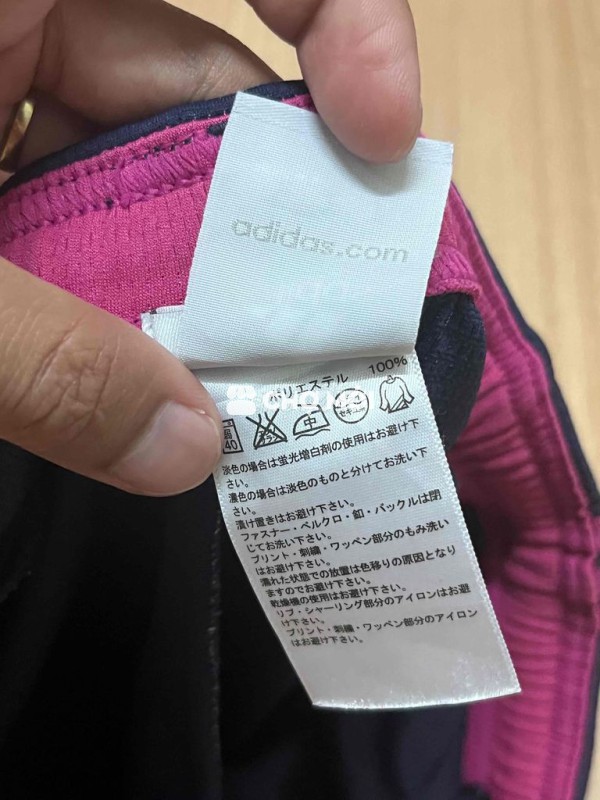 adidas.com
ポリエステル 100%
40
淡色の場合は蛍光増白剤の使用はお避け下
さい。
濃色の場合は淡色のものと分けてお洗い下
さい。
漬け置きはお避け下さい。
ファスナー・ベルクロ・釦・バックルは閉
じてお洗い下さい。
プリント・刺繍・ワッペン部分のもみ洗い
はお避け下さい。
濡れた状態での放置は色移りの原因となり
ますのでお避け下さい。
乾燥機の使用はお避け下さい。
リブ・シャーリング部分のアイロンはお避
け下さい。
プリント・刺繍・ワッペン部分のアイロン
はお避け下さい。